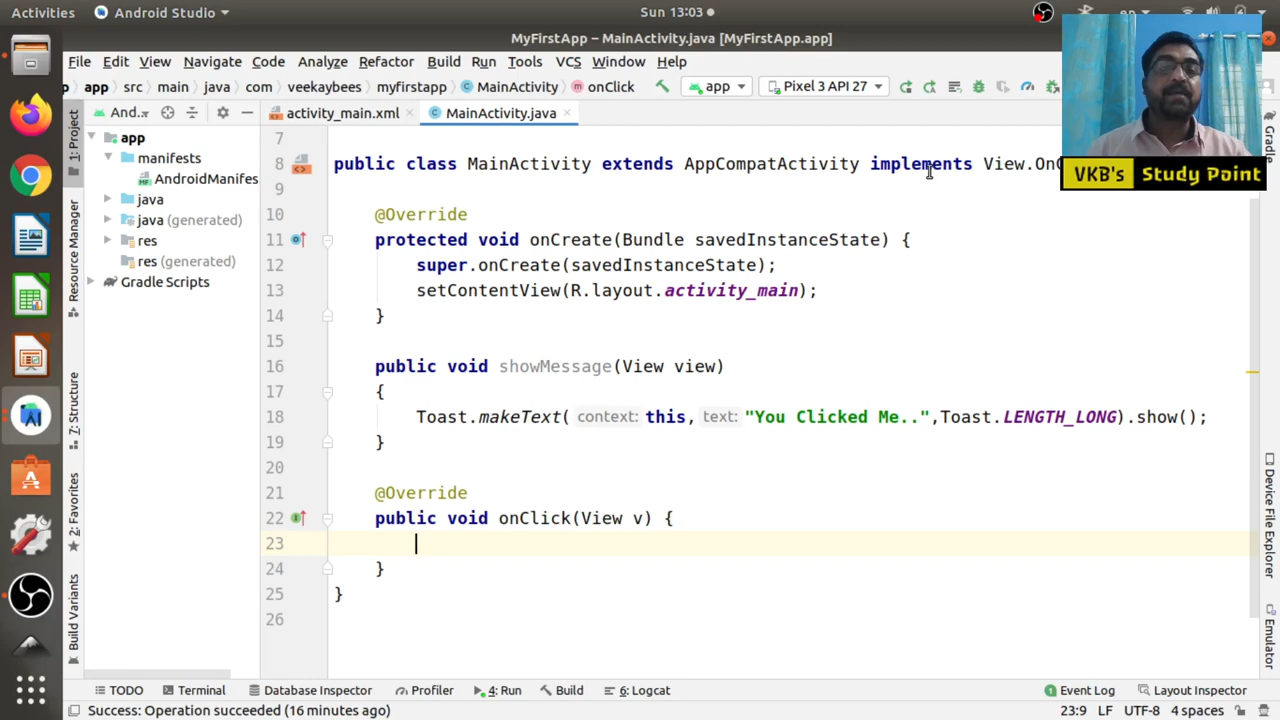 Activities Android Studio Sun 13:03 en
MyFirstApp – MainActivity.java [MyFirstApp.app]
File Edit View Navigate Code Analyze Refactor Build Run Tools VCS Window Help
app src main java com veekaybees myfirstapp MainActivity onClick app Pixel 3 API 27
And... activity_main.xml MainActivity.java
1: Project
Resource Manager
7: Structure
2: Favorites
Build Variants
app
manifests
AndroidManifes
java
java (generated)
res
res (generated)
Gradle Scripts
7
8 public class MainActivity extends AppCompatActivity implements View.OnC
9
10 @Override
11 protected void onCreate(Bundle savedInstanceState) {
12 super.onCreate(savedInstanceState);
13 setContentView(R.layout.activity_main);
14 }
15
16 public void showMessage(View view)
17 {
18 Toast.makeText( context: this, text: "You Clicked Me..",Toast.LENGTH_LONG).show();
19 }
20
21 @Override
22 public void onClick(View v) {
23
24 }
25 }
26
VKB's Study Point
Gradle
Device File Explorer
Emulator
TODO Terminal Database Inspector Profiler 4: Run Build 6: Logcat 1 Event Log Layout Inspector
Success: Operation succeeded (16 minutes ago) 23:9 LF UTF-8 4 spaces